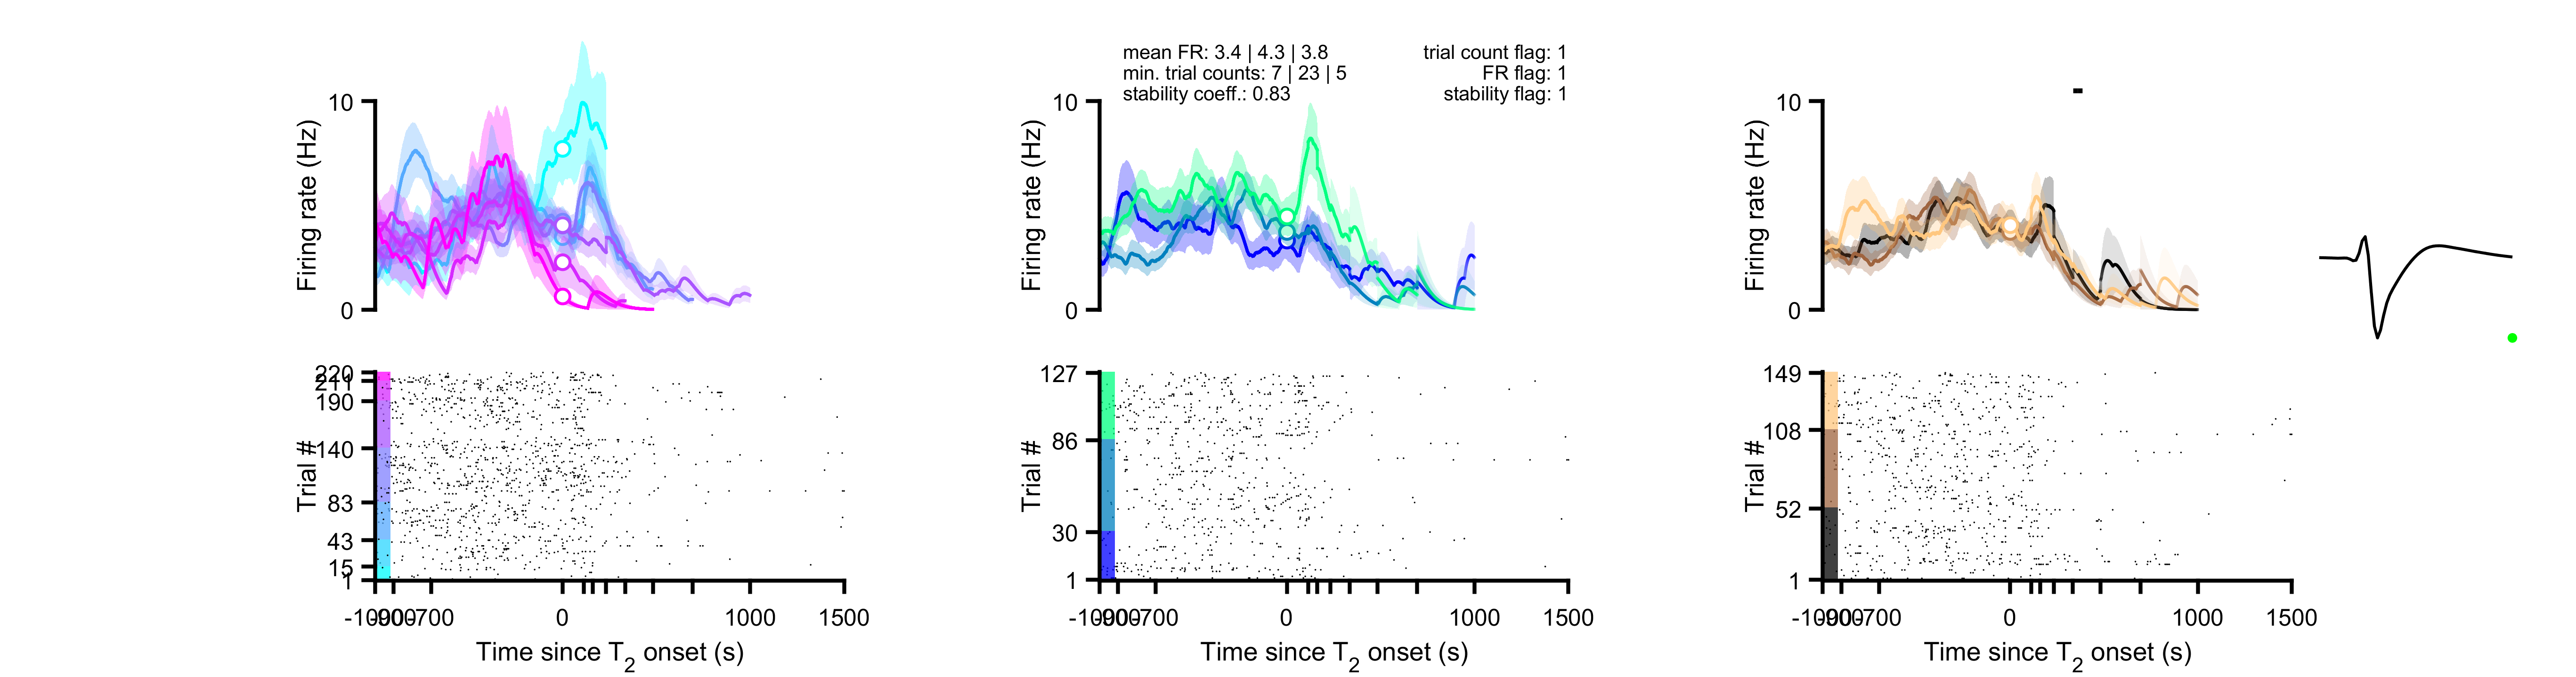 10
0
Firing rate (Hz)
320
211
190
140
83
43
15
1
Trial #
-1000
-900
-700
0
1000
1500
Time since T2 onset (s)
mean FR: 3.4 | 4.3 | 3.8
min. trial counts: 7 | 23 | 5
stability coeff.: 0.83
trial count flag: 1
FR flag: 1
stability flag: 1
10
0
Firing rate (Hz)
127
86
30
1
Trial #
-1000
-900
-700
0
1000
1500
Time since T2 onset (s)
10
0
Firing rate (Hz)
149
108
52
1
Trial #
-1000
-900
-700
0
1000
1500
Time since T2 onset (s)